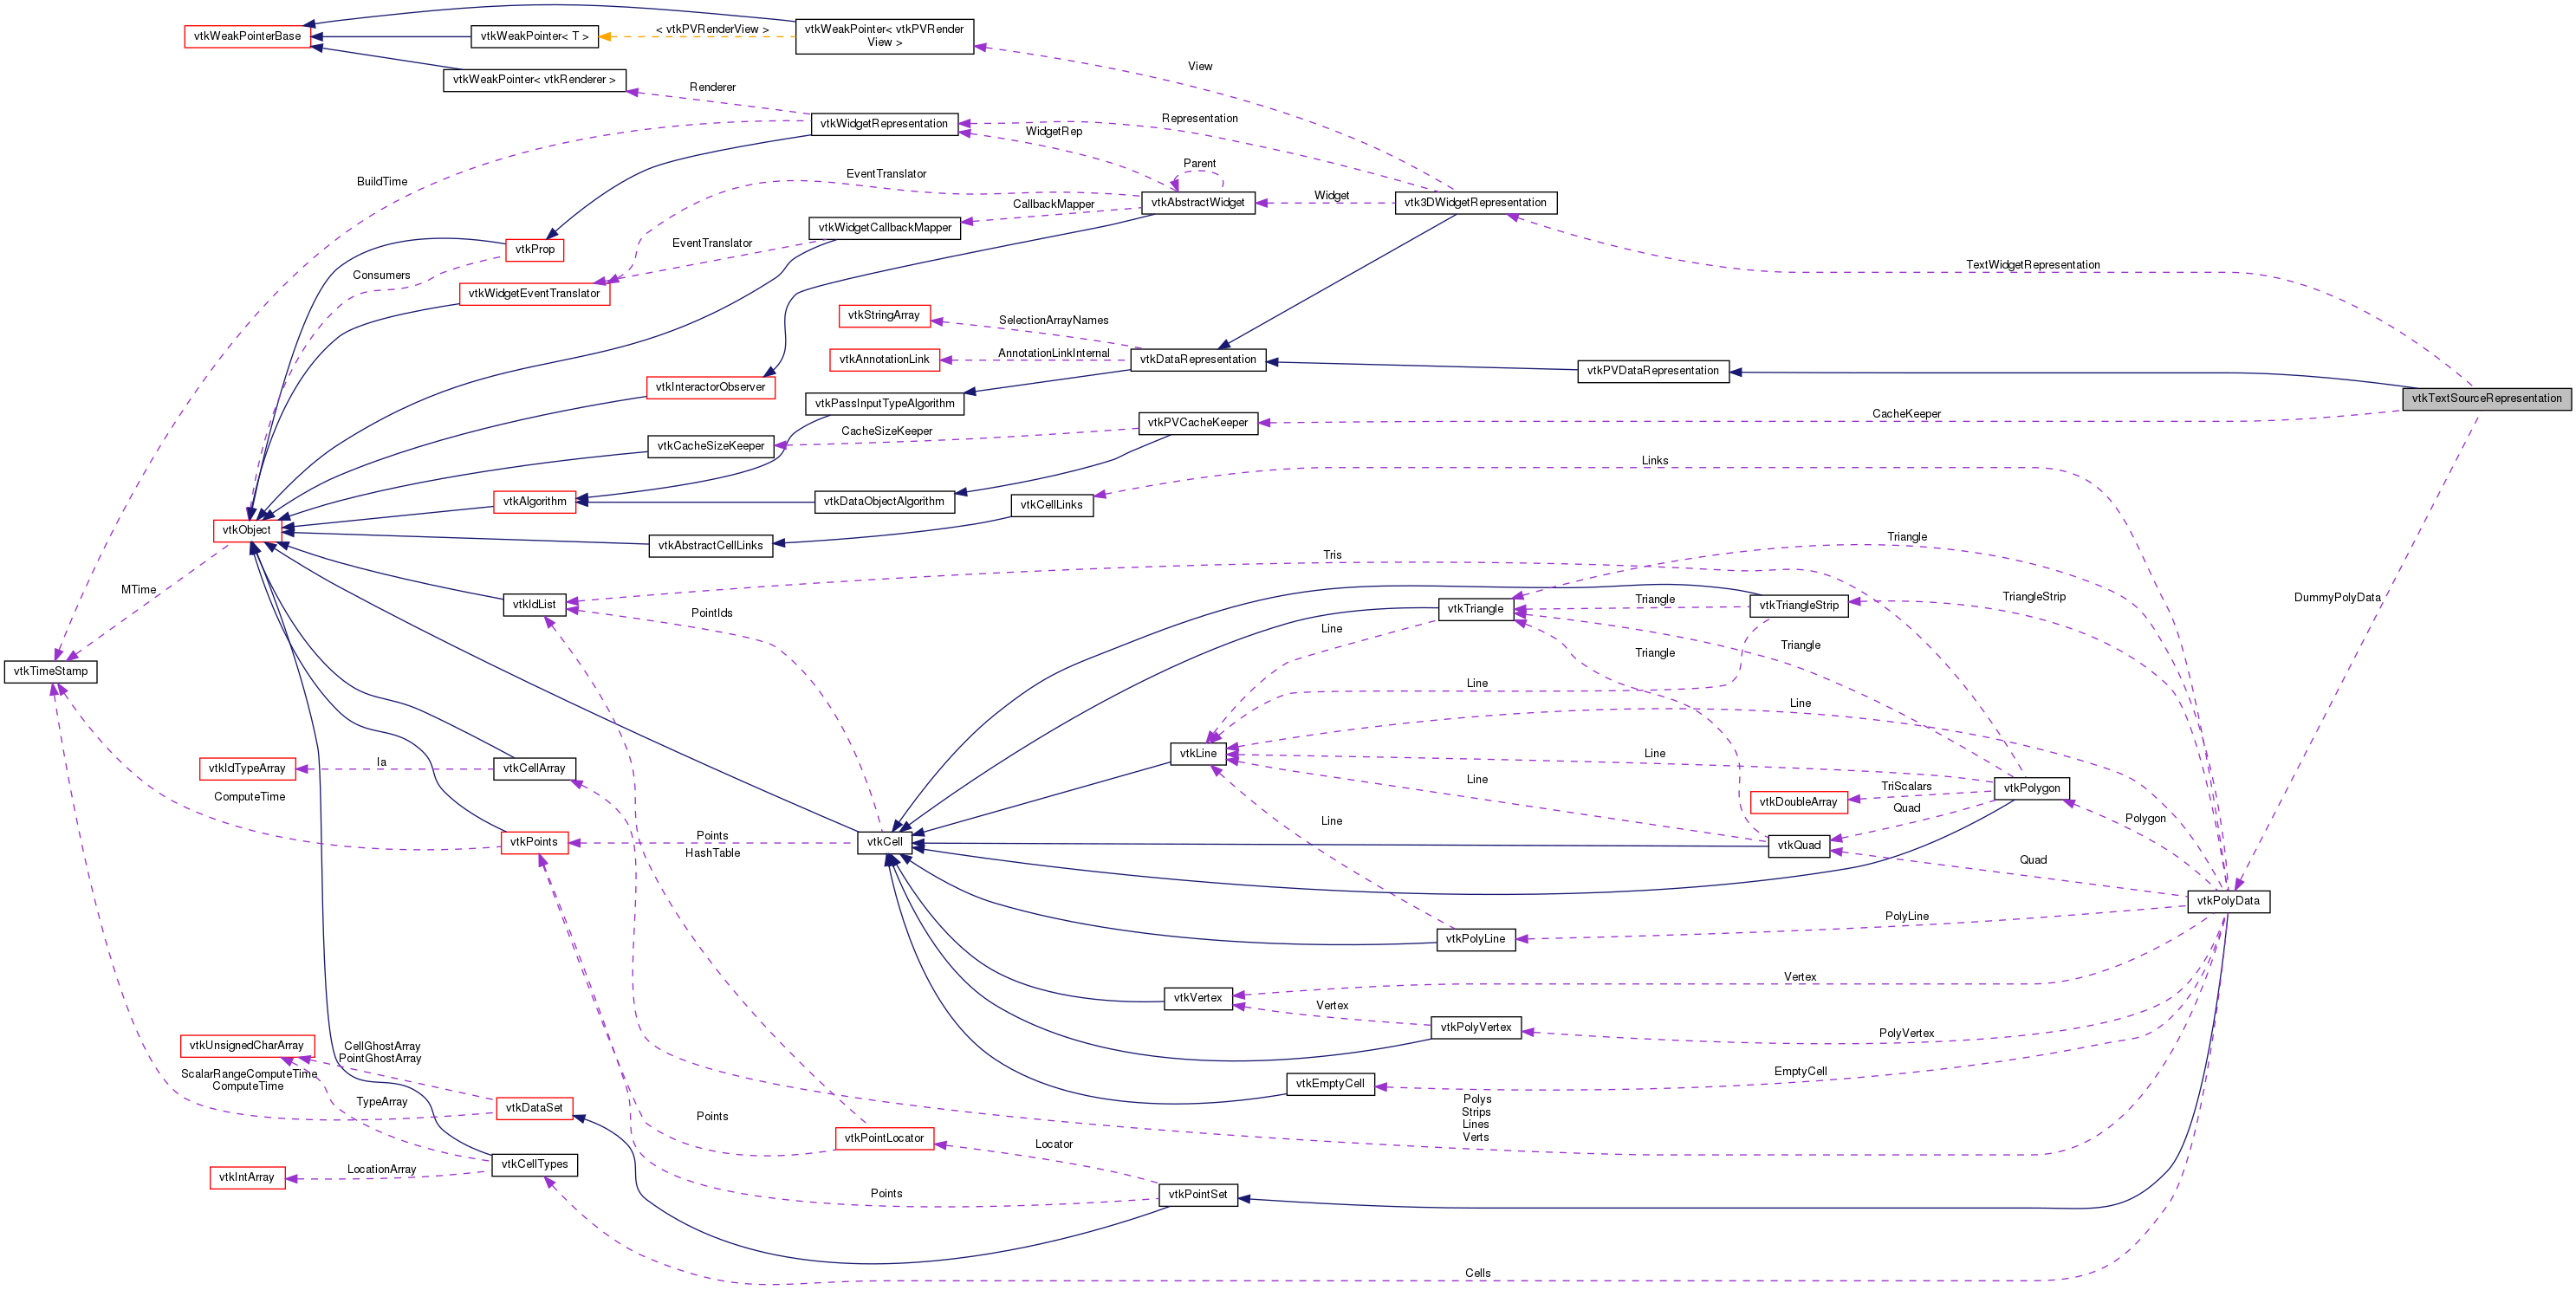 vtkWeakPointerBase
vtkWeakPointer< T >
< vtkPVRenderView >
vtkWeakPointer< vtkPVRender
View >
vtkWeakPointer< vtkRenderer >
View
Renderer
vtkWidgetRepresentation
Representation
WidgetRep
Parent
BuildTime
EventTranslator
vtkAbstractWidget
Widget
vtk3DWidgetRepresentation
CallbackMapper
vtkWidgetCallbackMapper
vtkProp
EventTranslator
TextWidgetRepresentation
Consumers
vtkWidgetEventTranslator
vtkStringArray
SelectionArrayNames
vtkAnnotationLink
AnnotationLinkInternal
vtkDataRepresentation
vtkPVDataRepresentation
vtkInteractorObserver
vtkPassInputTypeAlgorithm
vtkTextSourceRepresentation
CacheKeeper
vtkPVCacheKeeper
CacheSizeKeeper
vtkCacheSizeKeeper
Links
vtkAlgorithm
vtkDataObjectAlgorithm
vtkCellLinks
vtkObject
vtkAbstractCellLinks
Triangle
Tris
MTime
vtkIdList
PointIds
vtkTriangle
Triangle
vtkTriangleStrip
TriangleStrip
DummyPolyData
Line
Triangle
Triangle
vtkTimeStamp
Line
Line
vtkLine
Line
vtkIdTypeArray
Ia
vtkCellArray
Line
TriScalars
vtkPolygon
vtkDoubleArray
Quad
ComputeTime
Polygon
Line
vtkPoints
Points
HashTable
vtkCell
vtkQuad
Quad
vtkPolyData
PolyLine
vtkPolyLine
Vertex
vtkVertex
Vertex
vtkPolyVertex
PolyVertex
vtkUnsignedCharArray
CellGhostArray
PointGhostArray
ScalarRangeComputeTime
ComputeTime
EmptyCell
vtkEmptyCell
TypeArray
vtkDataSet
Polys
Strips
Lines
Verts
Points
vtkPointLocator
Locator
vtkCellTypes
LocationArray
vtkIntArray
Points
vtkPointSet
Cells